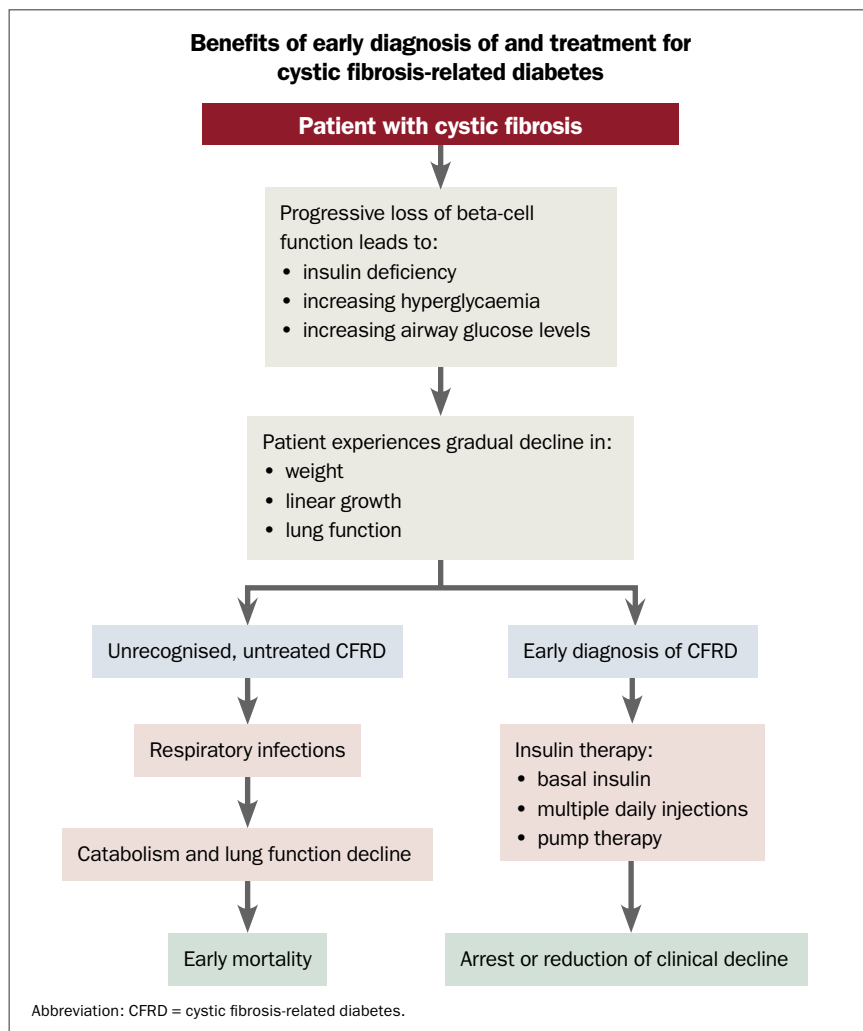 Benefits of early diagnosis of and treatment for
cystic fibrosis-related diabetes
Patient with cystic fibrosis
Progressive loss of beta-cell
function leads to:
• insulin deficiency
• increasing hyperglycaemia
• increasing airway glucose levels
Patient experiences gradual decline in:
• weight
• linear growth
• lung function
Unrecognised, untreated CFRD
Respiratory infections
Catabolism and lung function decline
Early mortality
Early diagnosis of CFRD
Insulin therapy:
• basal insulin
• multiple daily injections
• pump therapy
Arrest or reduction of clinical decline
Abbreviation: CFRD = cystic fibrosis-related diabetes.